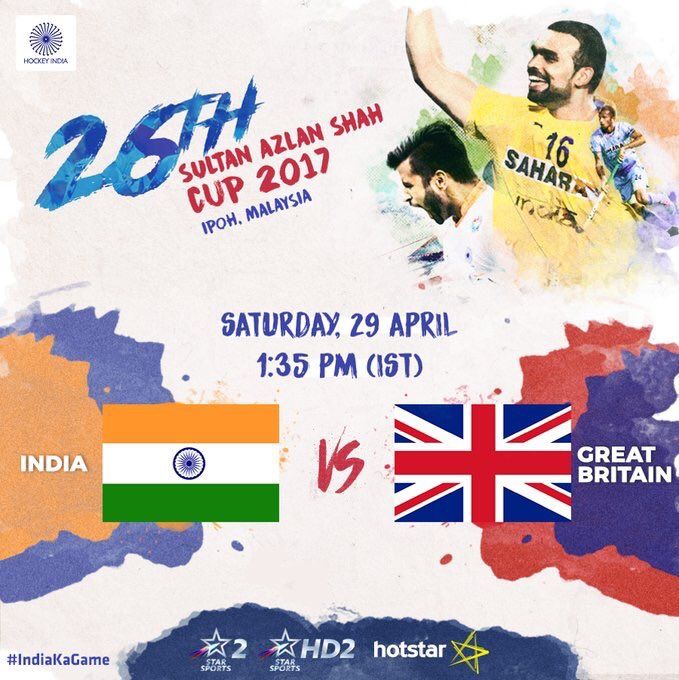 HOCKEY INDIA
26TH
SULTAN AZLAN SHAH
CUP 2017
IPOH, MALAYSIA
16
SAHARA
24
SATURDAY, 29 APRIL
1:35 PM (IST)
INDIA
VS
GREAT
BRITAIN
#IndiaKaGame
STAR SPORTS 2
STAR SPORTS HD2
hotstar